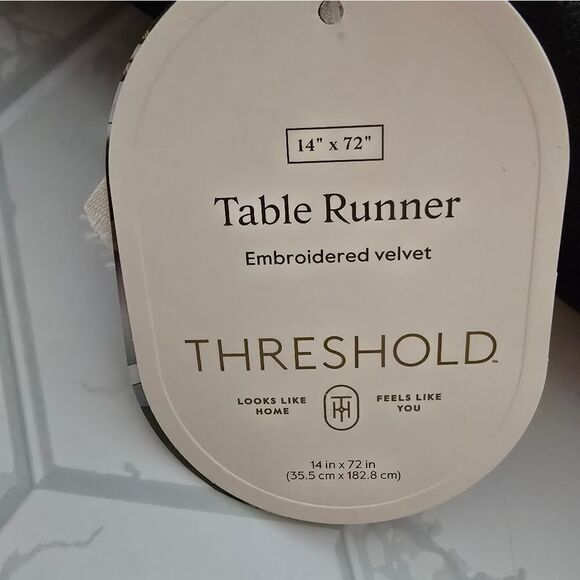 14" x 72"
Table Runner
Embroidered velvet
THRESHOLD™
LOOKS LIKE HOME
FEELS LIKE YOU
14 in x 72 in
(35.5 cm x 182.8 cm)